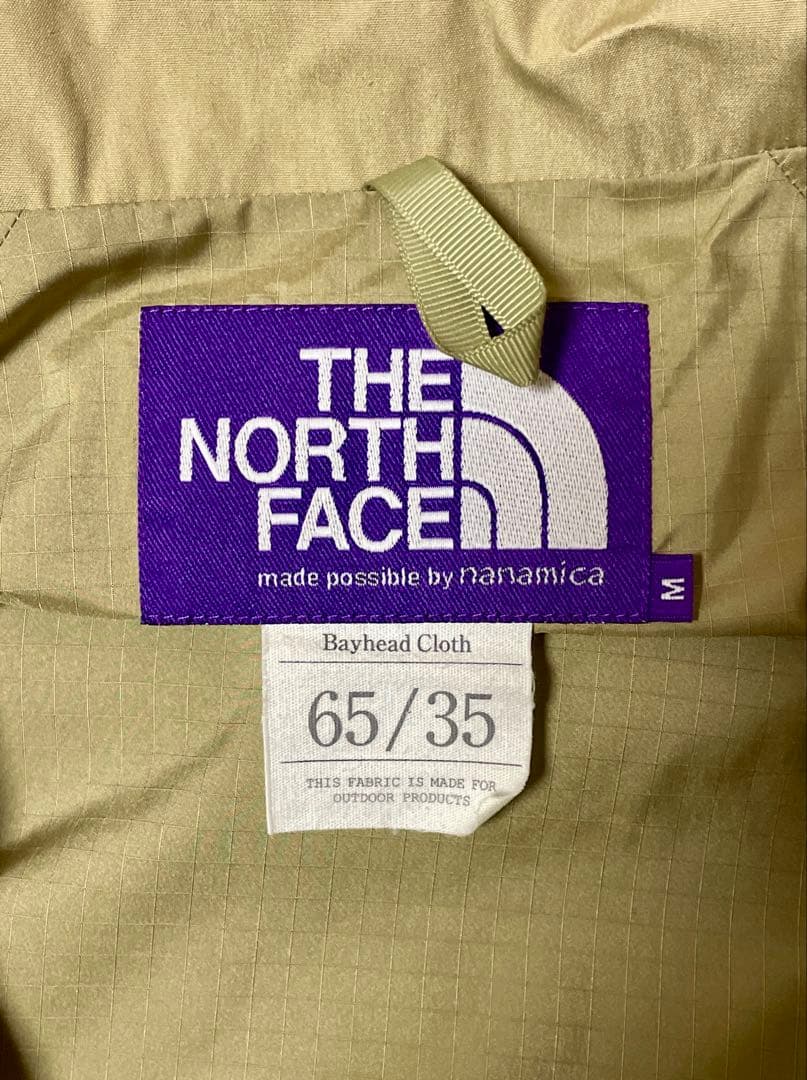 THE
NORTH
FACE
made possible by nanamica
M
Bayhead Cloth
65/35
THIS FABRIC IS MADE FOR
OUTDOOR PRODUCTS